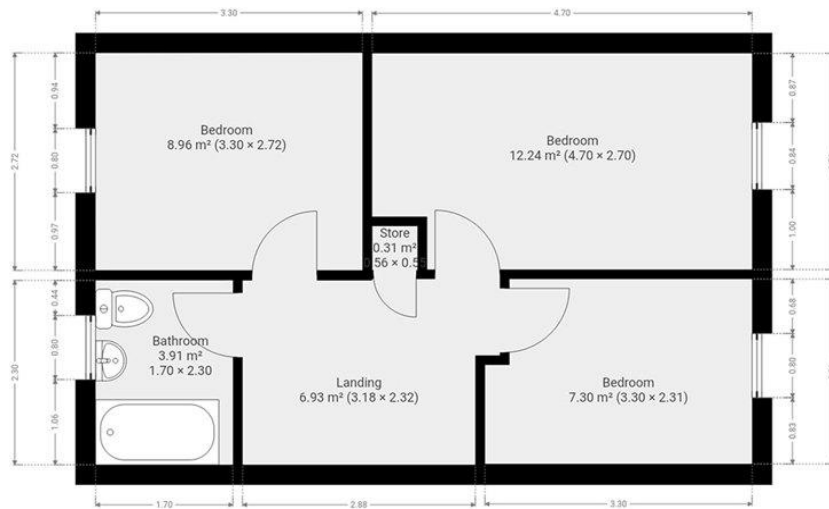 3.30
4.70
0.94
0.80
0.97
2.72
Bedroom
8.96 m² (3.30 × 2.72)
Bedroom
12.24 m² (4.70 × 2.70)
0.87
0.84
1.00
Store
0.31 m²
0.56 × 0.55
0.44
0.80
1.06
2.30
Bathroom
3.91 m²
1.70 × 2.30
Landing
6.93 m² (3.18 × 2.32)
Bedroom
7.30 m² (3.30 × 2.31)
0.68
0.80
0.83
1.70
2.88
3.30